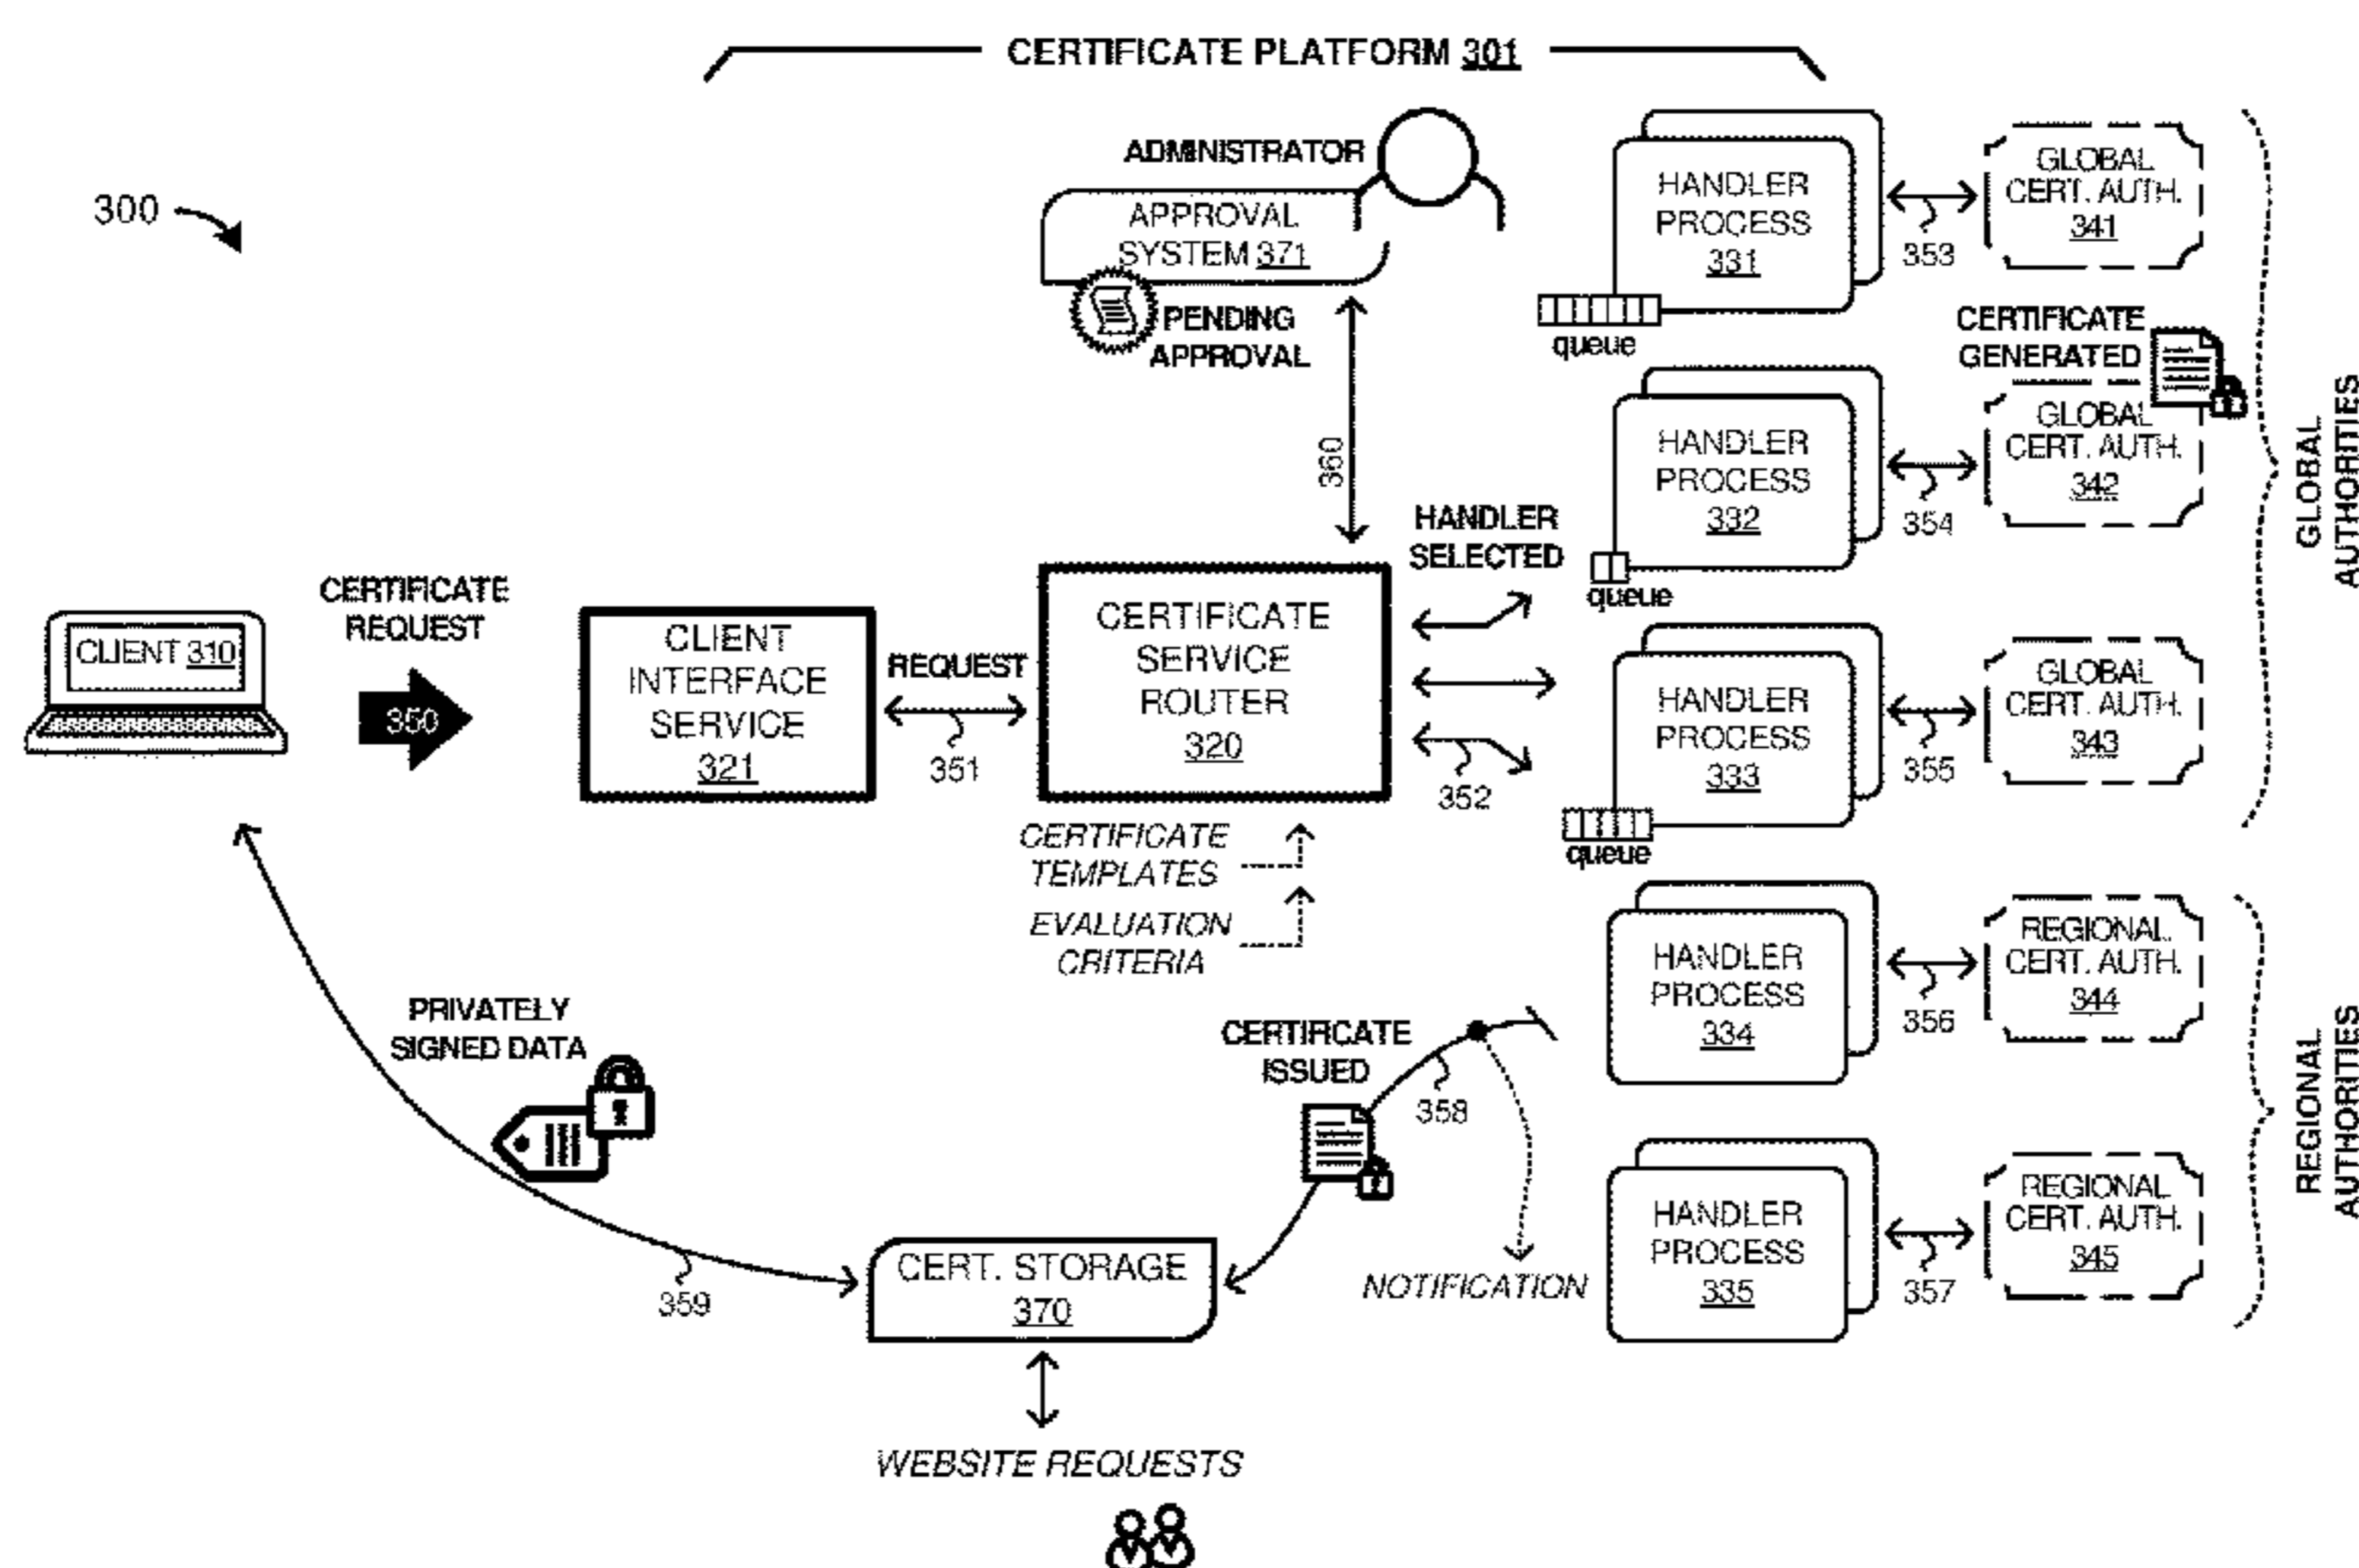 CERTIFICATE PLATFORM 301
300
ADMINISTRATOR
APPROVAL
SYSTEM 371
PENDING
APPROVAL
360
CLIENT 310
CERTIFICATE
REQUEST
350
CLIENT
INTERFACE
SERVICE
321
REQUEST
351
CERTIFICATE
SERVICE
ROUTER
320
HANDLER
SELECTED
352
CERTIFICATE
TEMPLATES
EVALUATION
CRITERIA
HANDLER
PROCESS
331
queue
353
GLOBAL
CERT. AUTH.
341
CERTIFICATE
GENERATED
HANDLER
PROCESS
332
queue
354
GLOBAL
CERT. AUTH.
342
HANDLER
PROCESS
333
queue
355
GLOBAL
CERT. AUTH.
343
GLOBAL
AUTHORITIES
HANDLER
PROCESS
334
356
REGIONAL
CERT. AUTH.
344
HANDLER
PROCESS
335
357
REGIONAL
CERT. AUTH.
345
REGIONAL
AUTHORITIES
PRIVATELY
SIGNED DATA
359
CERTIFICATE
ISSUED
358
NOTIFICATION
CERT. STORAGE
370
WEBSITE REQUESTS